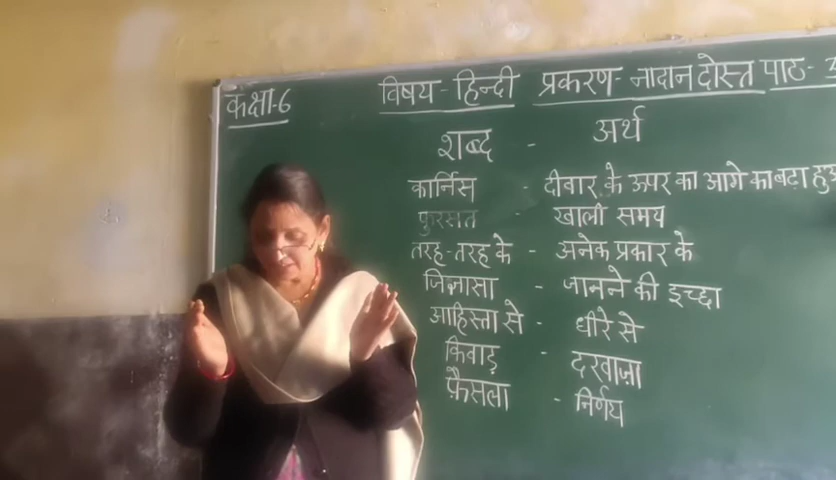 कक्षा-6 विषय-हिन्दी प्रकरण-नादान दोस्त पाठ-
शब्द - अर्थ
कार्निस - दीवार के ऊपर का आगे का बढ़ा हुआ
फुरसत - खाली समय
तरह-तरह के - अनेक प्रकार के
जिज्ञासा - जानने की इच्छा
आहिस्ता से - धीरे से
किवाड़ - दरवाज़ा
फ़ैसला - निर्णय